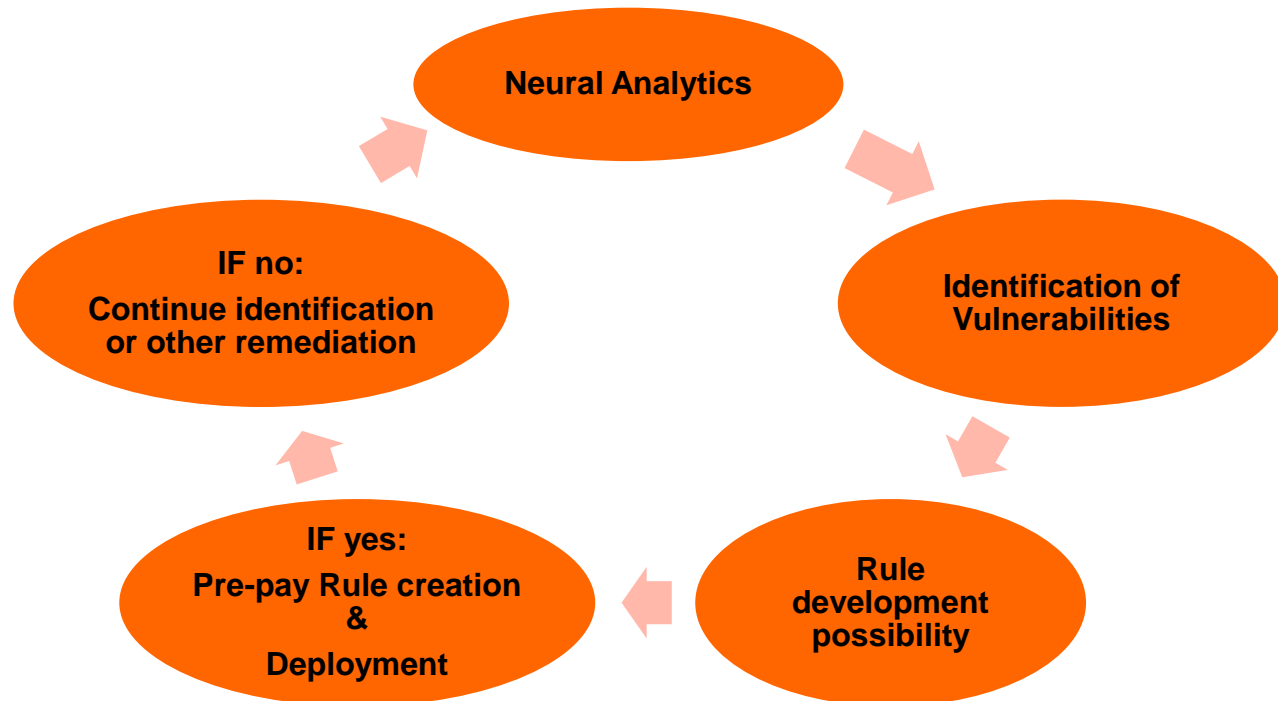 Neural Analytics
Identification of
Vulnerabilities
Rule
development
possibility
IF yes:
Pre-pay Rule creation
&
Deployment
IF no:
Continue identification
or other remediation